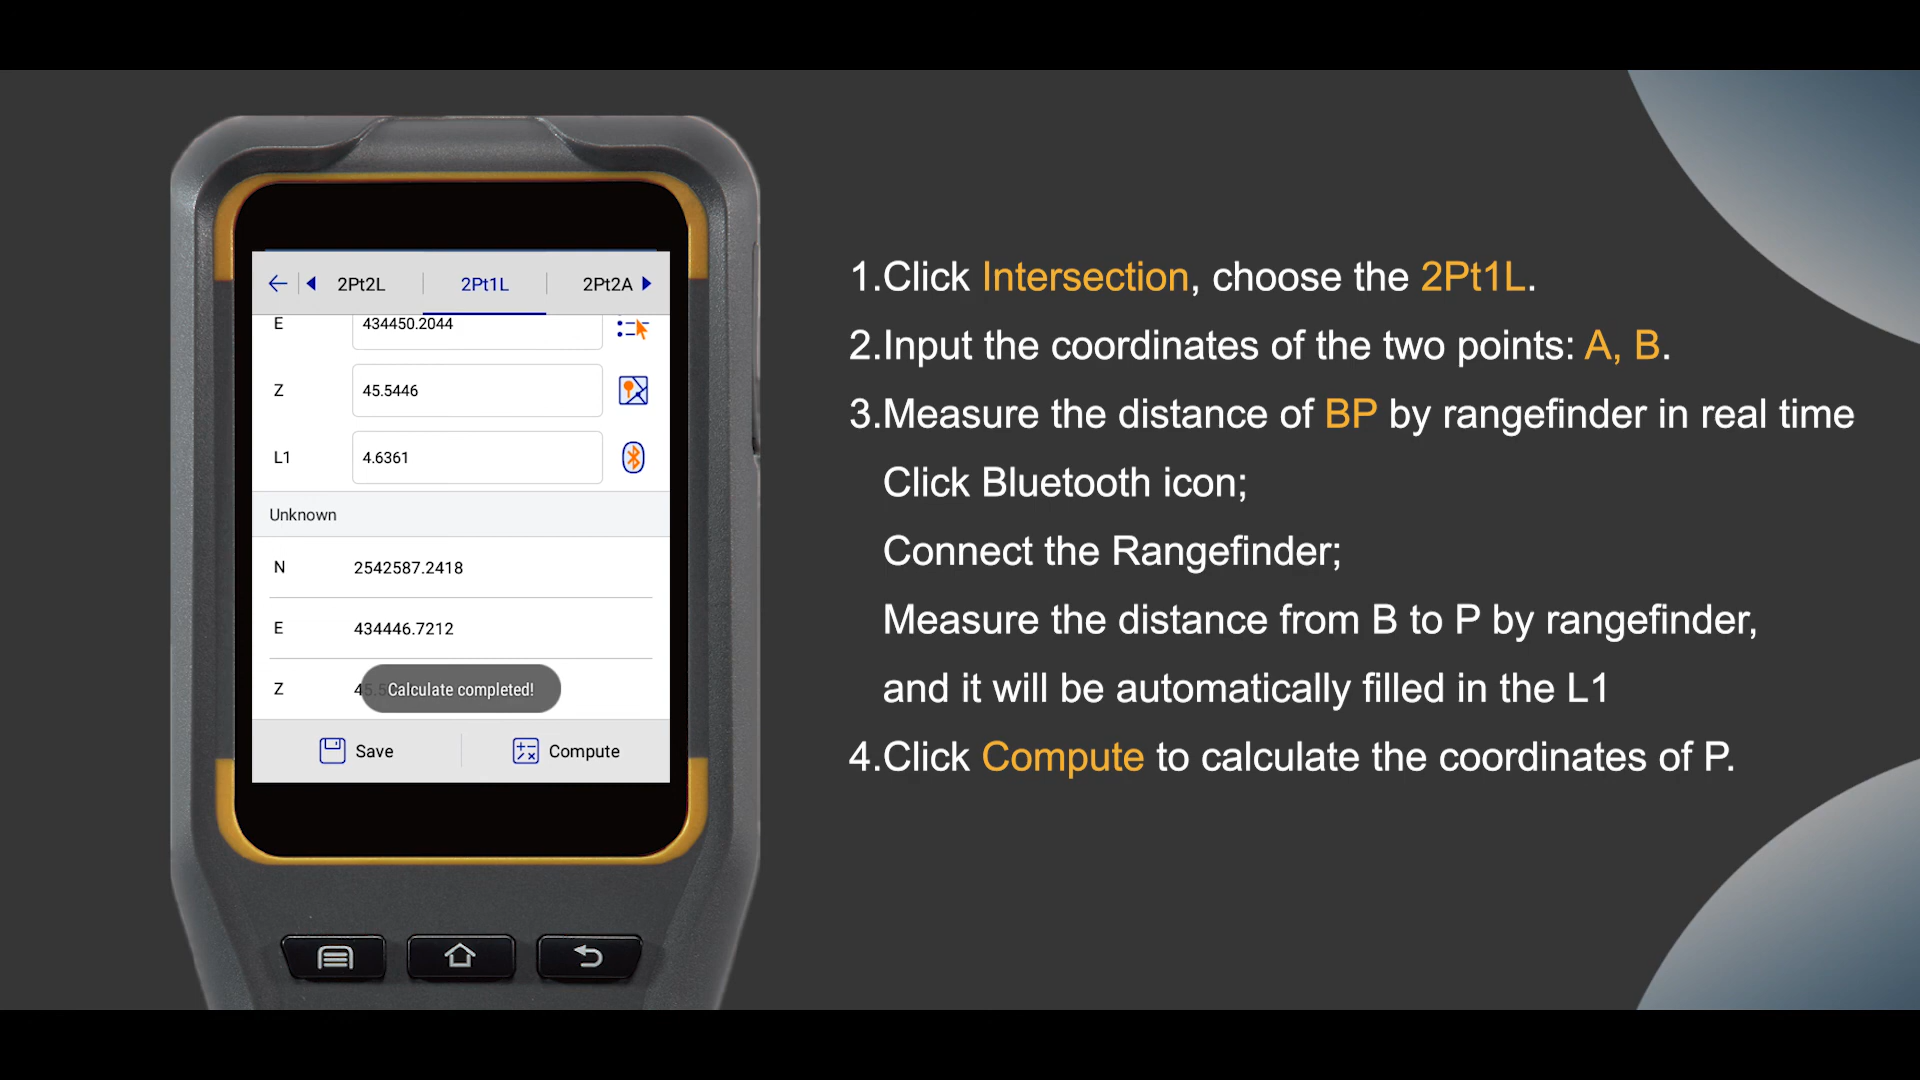 2Pt2L 2Pt1L 2Pt2A
E 434450.2044
Z 45.5446
L1 4.6361
Unknown
N 2542587.2418
E 434446.7212
Z
Calculate completed!
Save Compute
1.Click Intersection, choose the 2Pt1L.
2.Input the coordinates of the two points: A, B.
3.Measure the distance of BP by rangefinder in real time
Click Bluetooth icon;
Connect the Rangefinder;
Measure the distance from B to P by rangefinder,
and it will be automatically filled in the L1
4.Click Compute to calculate the coordinates of P.